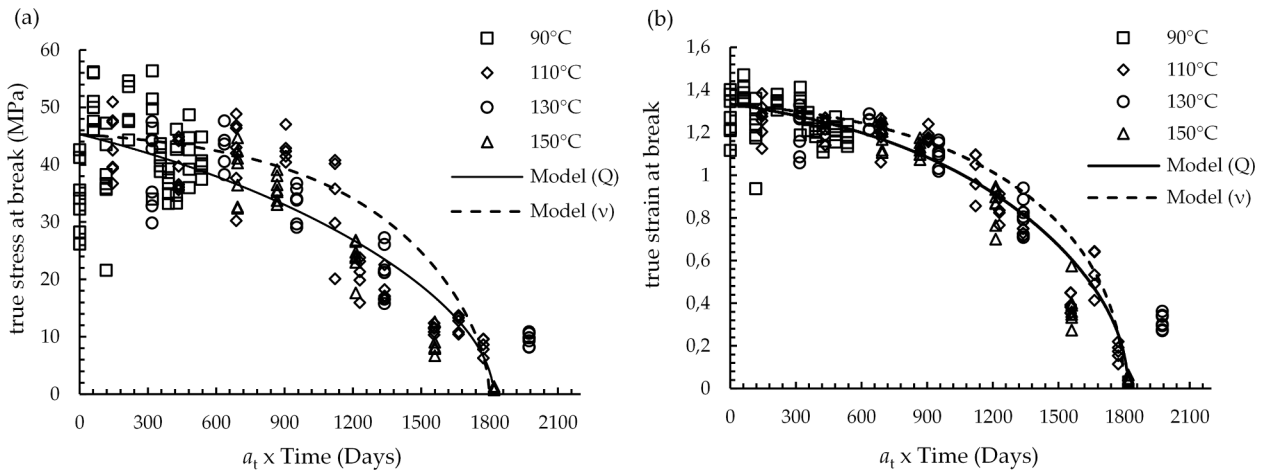 (a)
true stress at break (MPa)
60
50
40
30
20
10
0
0 300 600 900 1200 1500 1800 2100
a_t x Time (Days)
90°C
110°C
130°C
150°C
Model (Q)
Model (ν)
(b)
true strain at break
1,6
1,4
1,2
1
0,8
0,6
0,4
0,2
0
0 300 600 900 1200 1500 1800 2100
a_t x Time (Days)
90°C
110°C
130°C
150°C
Model (Q)
Model (ν)